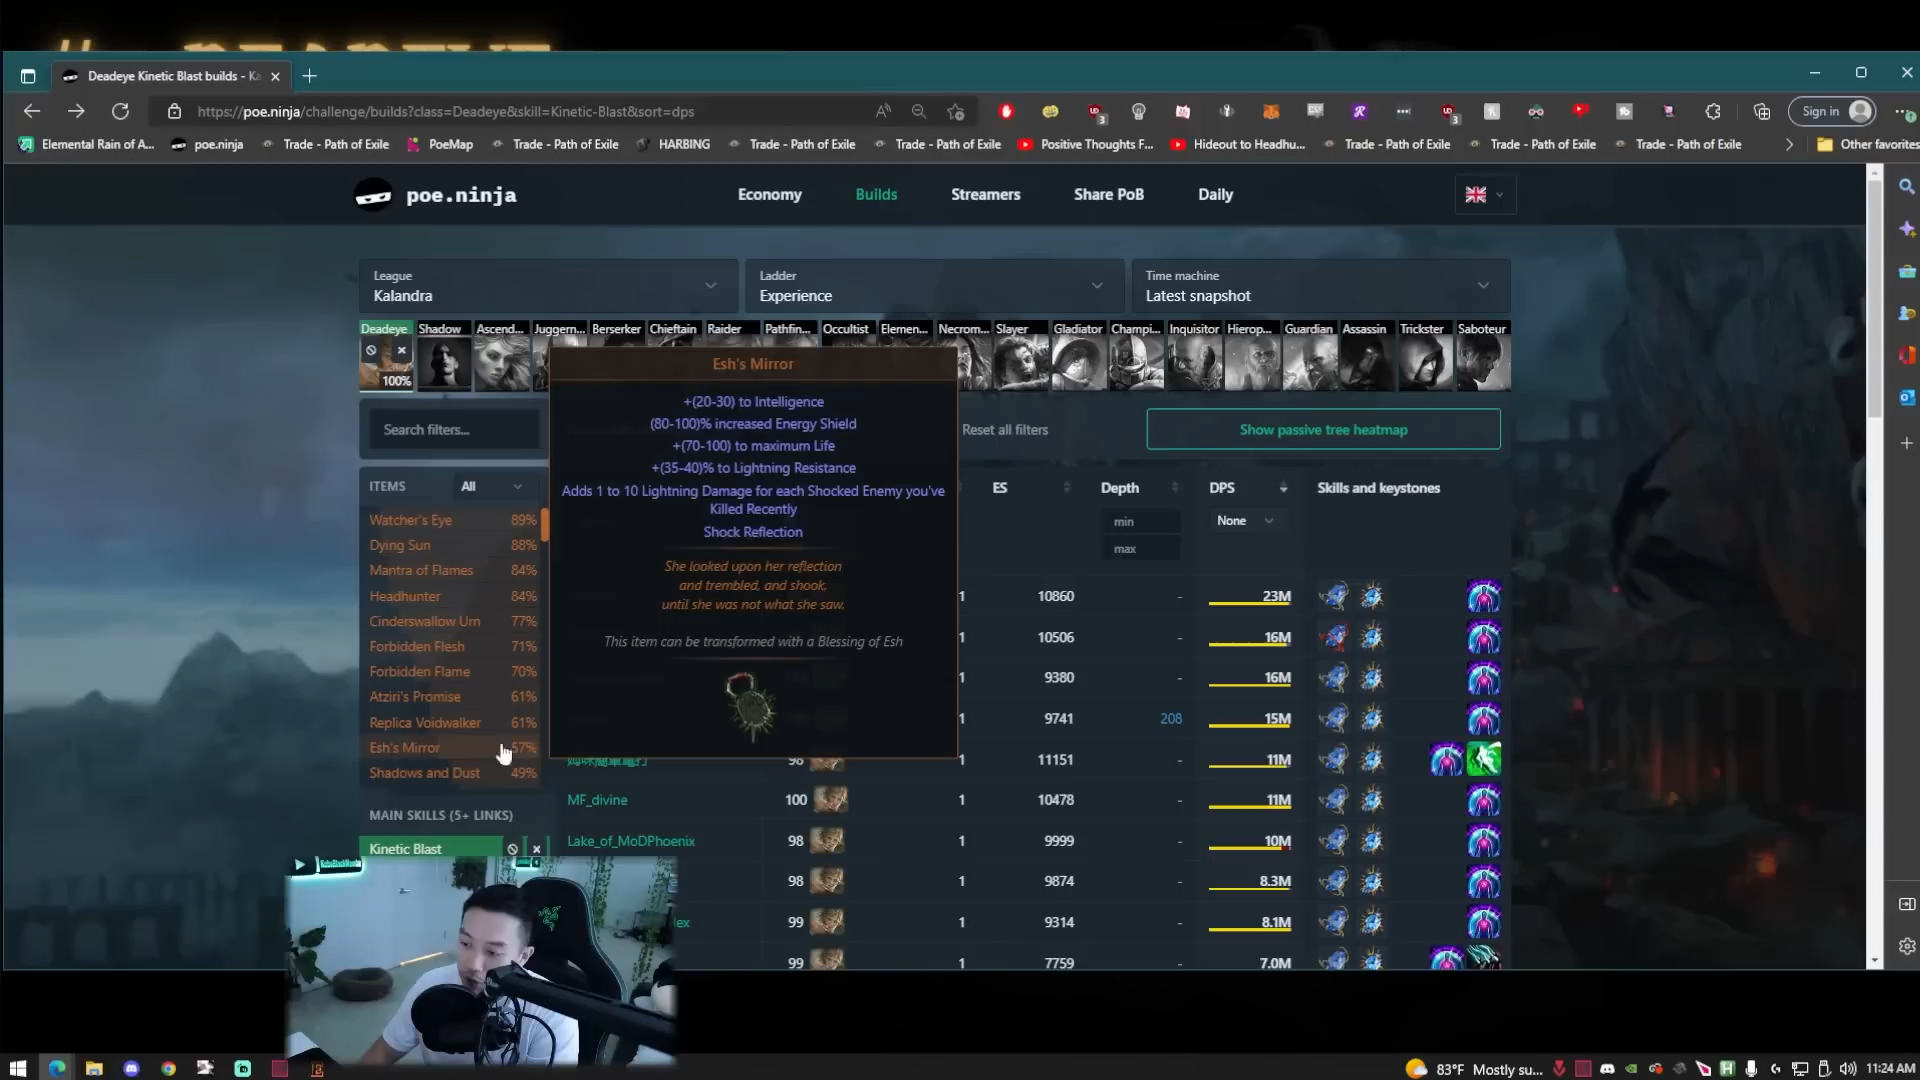 Deadeye Kinetic Blast builds - Ka
https://poe.ninja/challenge/builds?class=Deadeye&skill=Kinetic-Blast&sort=dps
Sign in
Elemental Rain of A...
poe.ninja
Trade - Path of Exile
PoeMap
Trade - Path of Exile
HARBING
Trade - Path of Exile
Trade - Path of Exile
Positive Thoughts F...
Hideout to Headhu...
Trade - Path of Exile
Trade - Path of Exile
Trade - Path of Exile
Other favorites
poe.ninja
Economy
Builds
Streamers
Share PoB
Daily
League
Kalandra
Ladder
Experience
Time machine
Latest snapshot
Deadeye
Shadow
Ascend...
Juggern...
Berserker
Chieftain
Raider
Pathfin...
Occultist
Elemen...
Necrom...
Slayer
Gladiator
Champi...
Inquisitor
Hierop...
Guardian
Assassin
Trickster
Saboteur
100%
Search filters...
Reset all filters
Show passive tree heatmap
Esh's Mirror
+(20-30) to Intelligence
(80-100)% increased Energy Shield
+(70-100) to maximum Life
+(35-40)% to Lightning Resistance
Adds 1 to 10 Lightning Damage for each Shocked Enemy you've
Killed Recently
Shock Reflection
She looked upon her reflection
and trembled, and shook,
until she was not what she saw.
This item can be transformed with a Blessing of Esh
ITEMS
All
Watcher's Eye 89%
Dying Sun 88%
Mantra of Flames 84%
Headhunter 84%
Cinderswallow Urn 77%
Forbidden Flesh 71%
Forbidden Flame 70%
Atziri's Promise 61%
Replica Voidwalker 61%
Esh's Mirror 57%
Shadows and Dust 49%
MAIN SKILLS (5+ LINKS)
Kinetic Blast
ES
Depth
DPS
Skills and keystones
min
max
None
1 10860 - 23M
1 10506 - 16M
1 9380 - 16M
1 9741 208 15M
98 1 11151 - 11M
MF_divine 100 1 10478 - 11M
Lake_of_MoDPhoenix 98 1 9999 - 10M
98 1 9874 - 8.3M
ex 99 1 9314 - 8.1M
99 1 7759 - 7.0M
83°F Mostly su...
11:24 AM